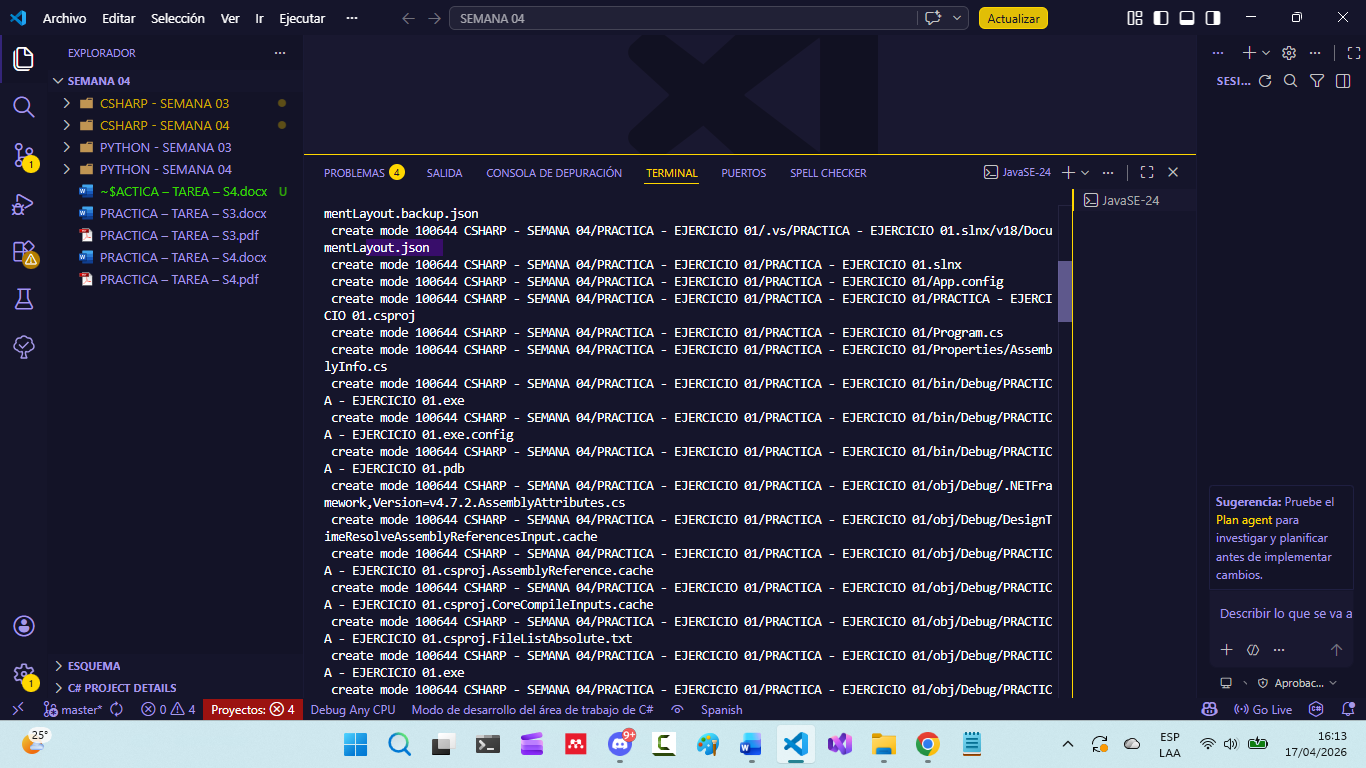 Archivo Editar Selección Ver Ir Ejecutar ···
SEMANA 04
Actualizar
EXPLORADOR
SEMANA 04
CSHARP - SEMANA 03
CSHARP - SEMANA 04
PYTHON - SEMANA 03
PYTHON - SEMANA 04
~$ACTICA – TAREA – S4.docx U
PRACTICA – TAREA – S3.docx
PRACTICA – TAREA – S3.pdf
PRACTICA – TAREA – S4.docx
PRACTICA – TAREA – S4.pdf
ESQUEMA
C# PROJECT DETAILS
1
1
PROBLEMAS 4 SALIDA CONSOLA DE DEPURACIÓN TERMINAL PUERTOS SPELL CHECKER
JavaSE-24
JavaSE-24
mentLayout.backup.json
create mode 100644 CSHARP - SEMANA 04/PRACTICA - EJERCICIO 01/.vs/PRACTICA - EJERCICIO 01.slnx/v18/Docu
mentLayout.json
create mode 100644 CSHARP - SEMANA 04/PRACTICA - EJERCICIO 01/PRACTICA - EJERCICIO 01.slnx
create mode 100644 CSHARP - SEMANA 04/PRACTICA - EJERCICIO 01/PRACTICA - EJERCICIO 01/App.config
create mode 100644 CSHARP - SEMANA 04/PRACTICA - EJERCICIO 01/PRACTICA - EJERCICIO 01/PRACTICA - EJERCI
CIO 01.csproj
create mode 100644 CSHARP - SEMANA 04/PRACTICA - EJERCICIO 01/PRACTICA - EJERCICIO 01/Program.cs
create mode 100644 CSHARP - SEMANA 04/PRACTICA - EJERCICIO 01/PRACTICA - EJERCICIO 01/Properties/Assemb
lyInfo.cs
create mode 100644 CSHARP - SEMANA 04/PRACTICA - EJERCICIO 01/PRACTICA - EJERCICIO 01/bin/Debug/PRACTIC
A - EJERCICIO 01.exe
create mode 100644 CSHARP - SEMANA 04/PRACTICA - EJERCICIO 01/PRACTICA - EJERCICIO 01/bin/Debug/PRACTIC
A - EJERCICIO 01.exe.config
create mode 100644 CSHARP - SEMANA 04/PRACTICA - EJERCICIO 01/PRACTICA - EJERCICIO 01/bin/Debug/PRACTIC
A - EJERCICIO 01.pdb
create mode 100644 CSHARP - SEMANA 04/PRACTICA - EJERCICIO 01/PRACTICA - EJERCICIO 01/obj/Debug/.NETFra
mework,Version=v4.7.2.AssemblyAttributes.cs
create mode 100644 CSHARP - SEMANA 04/PRACTICA - EJERCICIO 01/PRACTICA - EJERCICIO 01/obj/Debug/DesignT
imeResolveAssemblyReferencesInput.cache
create mode 100644 CSHARP - SEMANA 04/PRACTICA - EJERCICIO 01/PRACTICA - EJERCICIO 01/obj/Debug/PRACTIC
A - EJERCICIO 01.csproj.AssemblyReference.cache
create mode 100644 CSHARP - SEMANA 04/PRACTICA - EJERCICIO 01/PRACTICA - EJERCICIO 01/obj/Debug/PRACTIC
A - EJERCICIO 01.csproj.CoreCompileInputs.cache
create mode 100644 CSHARP - SEMANA 04/PRACTICA - EJERCICIO 01/PRACTICA - EJERCICIO 01/obj/Debug/PRACTIC
A - EJERCICIO 01.csproj.FileListAbsolute.txt
create mode 100644 CSHARP - SEMANA 04/PRACTICA - EJERCICIO 01/PRACTICA - EJERCICIO 01/obj/Debug/PRACTIC
A - EJERCICIO 01.exe
create mode 100644 CSHARP - SEMANA 04/PRACTICA - EJERCICIO 01/PRACTICA - EJERCICIO 01/obj/Debug/PRACTIC
SESI...
Sugerencia: Pruebe el
Plan agent para
investigar y planificar
antes de implementar
cambios.
Describir lo que se va a
Aprobac...
master* 0 4 Proyectos: 4 Debug Any CPU Modo de desarrollo del área de trabajo de C# Spanish Go Live
25°
9+
ESP
LAA
16:13
17/04/2026